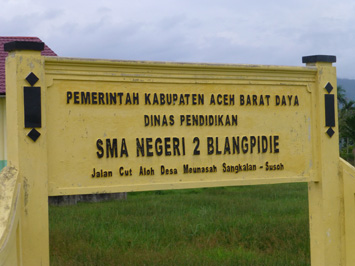 PEMERINTAH KABUPATEN ACEH BARAT DAYA
DINAS PENDIDIKAN
SMA NEGERI 2 BLANGPIDIE
Jalan Cut Aloh Desa Meunasah Sangkalan - Susoh